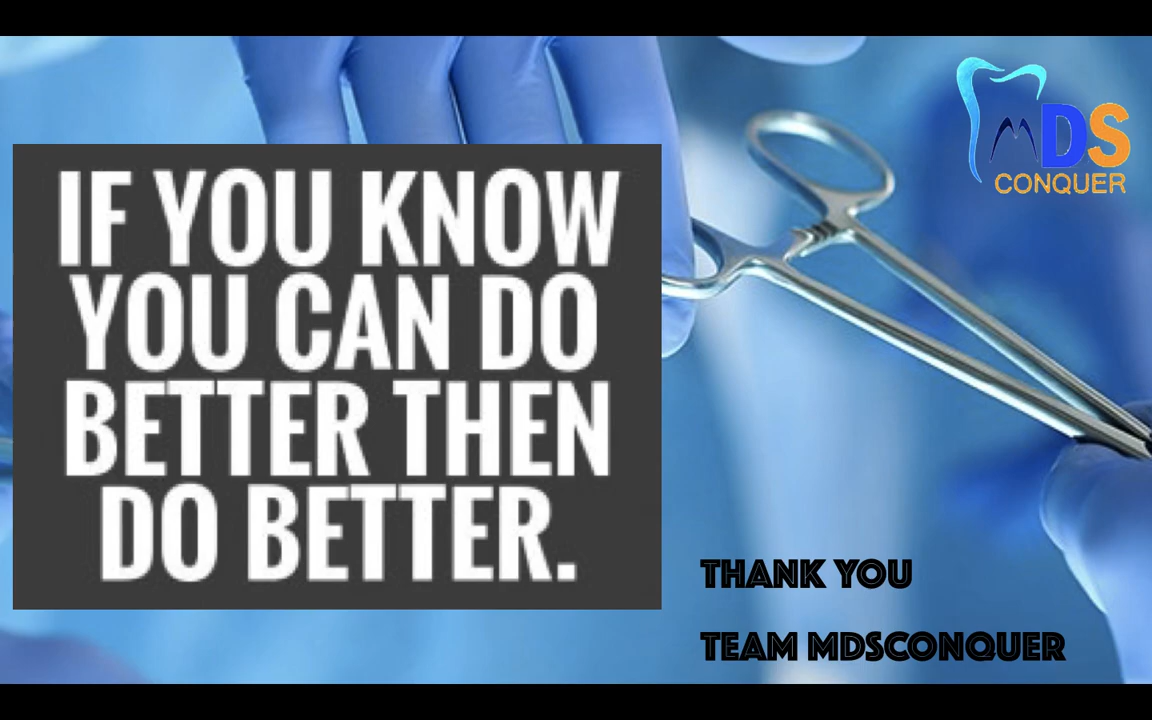 IF YOU KNOW
YOU CAN DO
BETTER THEN
DO BETTER.
MDS
CONQUER
THANK YOU
TEAM MDSCONQUER